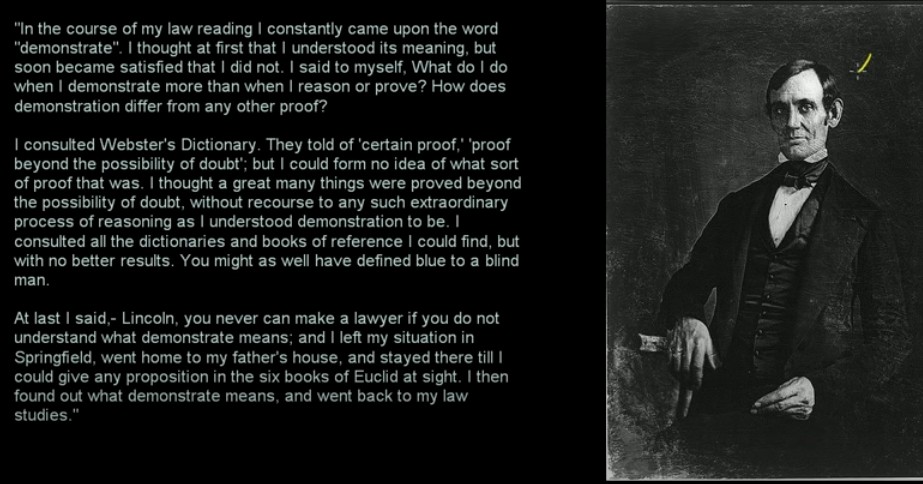 "In the course of my law reading I constantly came upon the word
"demonstrate". I thought at first that I understood its meaning, but
soon became satisfied that I did not. I said to myself, What do I do
when I demonstrate more than when I reason or prove? How does
demonstration differ from any other proof?
I consulted Webster's Dictionary. They told of 'certain proof,' 'proof
beyond the possibility of doubt'; but I could form no idea of what sort
of proof that was. I thought a great many things were proved beyond
the possibility of doubt, without recourse to any such extraordinary
process of reasoning as I understood demonstration to be. I
consulted all the dictionaries and books of reference I could find, but
with no better results. You might as well have defined blue to a blind
man.
At last I said,- Lincoln, you never can make a lawyer if you do not
understand what demonstrate means; and I left my situation in
Springfield, went home to my father's house, and stayed there till I
could give any proposition in the six books of Euclid at sight. I then
found out what demonstrate means, and went back to my law
studies."